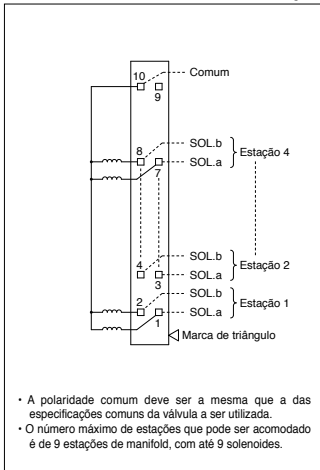 10
Comum
9
SOL.b
8
Estação 4
SOL.a
7
SOL.b
4
Estação 2
SOL.a
3
SOL.b
2
Estação 1
SOL.a
1
Marca de triângulo
• A polaridade comum deve ser a mesma que a das
especificações comuns da válvula a ser utilizada.
• O número máximo de estações que pode ser acomodado
é de 9 estações de manifold, com até 9 solenoides.